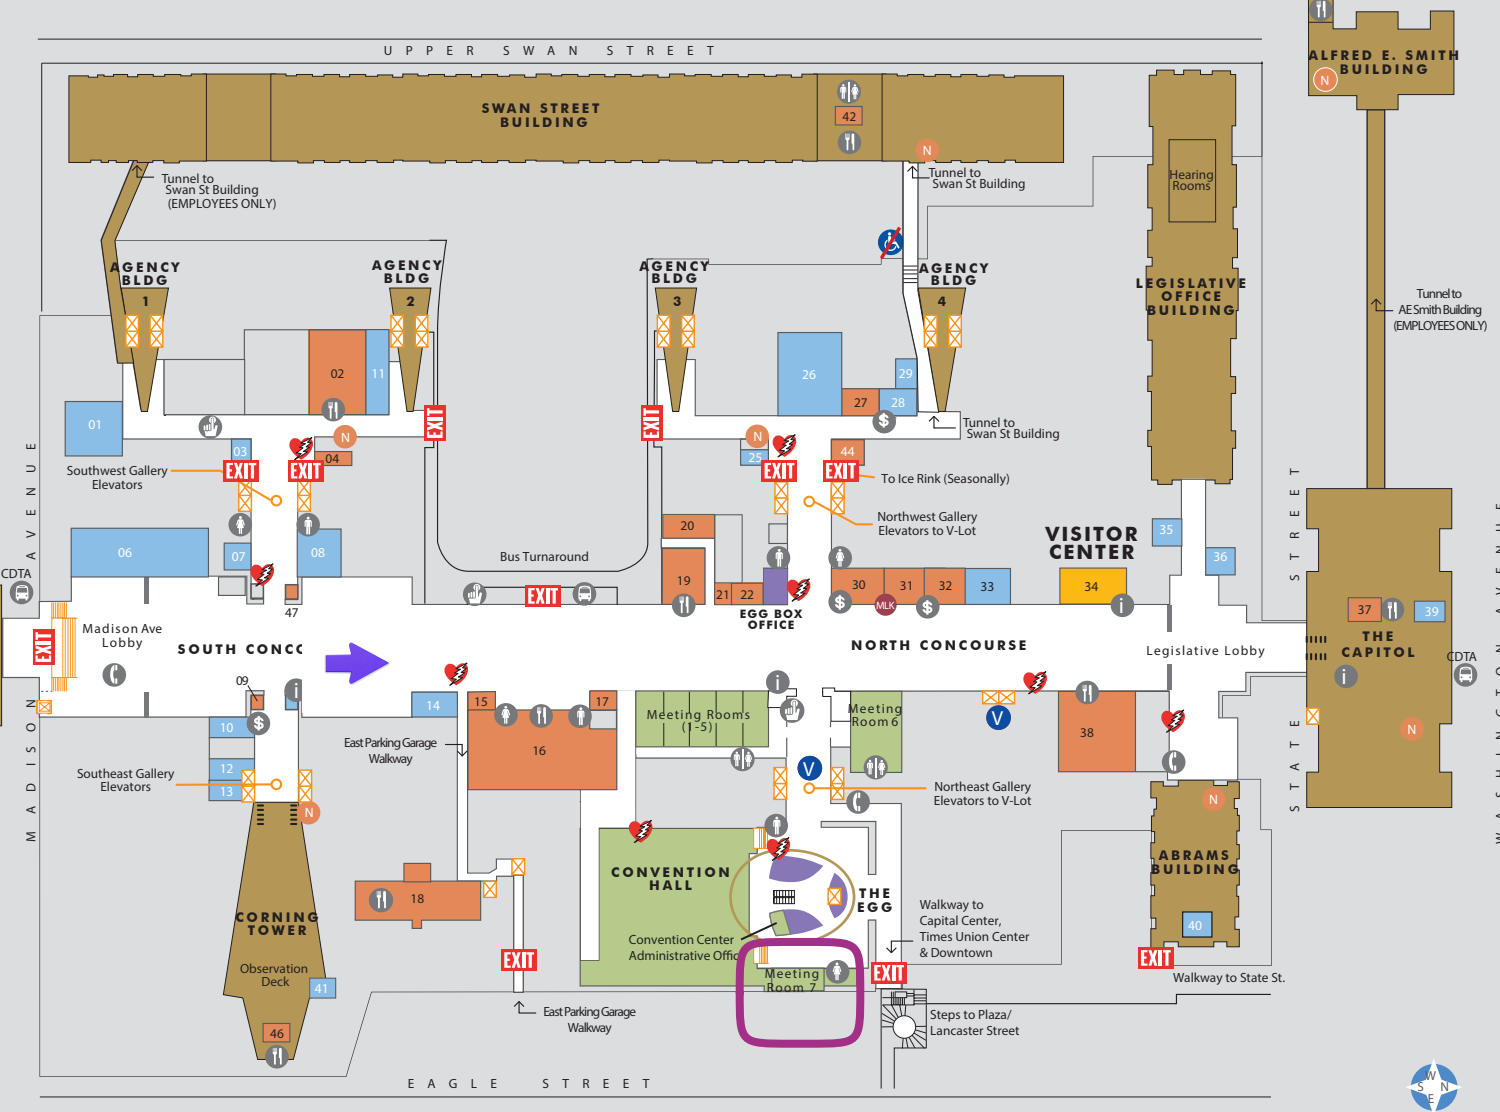 UPPER SWAN STREET
ALFRED E. SMITH
BUILDING
N
SWAN STREET
BUILDING
42
N
Tunnel to
Swan St Building
(EMPLOYEES ONLY)
Tunnel to
Swan St Building
Hearing
Rooms
AGENCY
BLDG
1
AGENCY
BLDG
2
AGENCY
BLDG
3
AGENCY
BLDG
4
LEGISLATIVE
OFFICE
BUILDING
Tunnel to
AE Smith Building
(EMPLOYEES ONLY)
02
11
26
29
27
28
$
01
EXIT
EXIT
Tunnel to
Swan St Building
N
03
04
N
25
44
Southwest Gallery
Elevators
EXIT
EXIT
EXIT
EXIT
To Ice Rink (Seasonally)
Northwest Gallery
Elevators to V-Lot
MADISON AVENUE
STATE STREET
WASHINGTON AVENUE
06
07
08
Bus Turnaround
20
19
21
22
VISITOR
CENTER
35
36
30
31
32
33
34
$
MLK
$
i
CDTA
47
EXIT
EGG BOX
OFFICE
37
39
EXIT
Madison Ave
Lobby
SOUTH CONCC
NORTH CONCOURSE
Legislative Lobby
THE
CAPITOL
i
CDTA
N
09
i
10
$
14
15
17
16
Meeting Rooms
(1-5)
i
Meeting
Room 6
V
38
East Parking Garage
Walkway
12
13
Southeast Gallery
Elevators
N
V
Northeast Gallery
Elevators to V-Lot
N
CONVENTION
HALL
THE
EGG
ABRAMS
BUILDING
40
18
CORNING
TOWER
Observation
Deck
41
46
Convention Center
Administrative Offic
Walkway to
Capital Center,
Times Union Center
& Downtown
Meeting
Room 7
EXIT
EXIT
EXIT
Walkway to State St.
East Parking Garage
Walkway
Steps to Plaza/
Lancaster Street
EAGLE STREET
W
S N
E